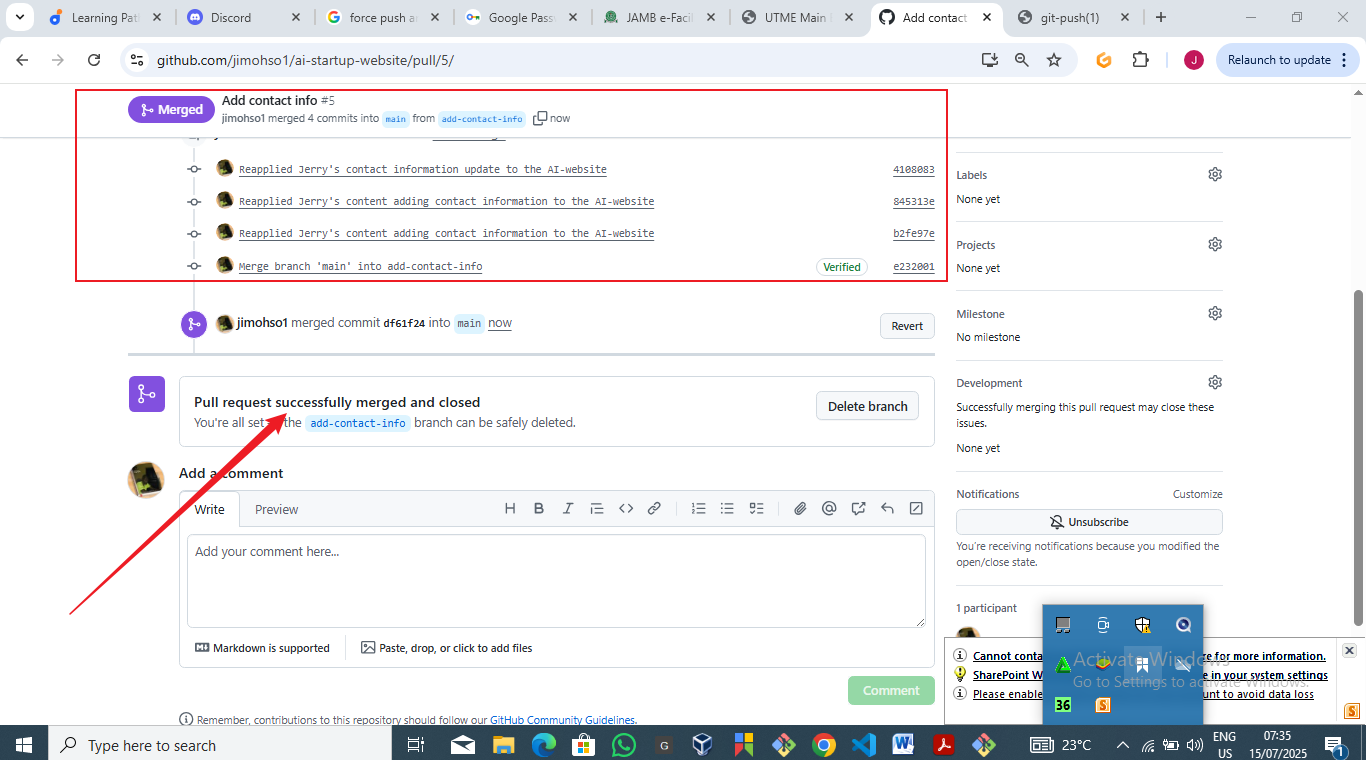 Learning Pat
Discord
force push a
Google Pass
JAMB e-Facil
UTME Main
Add contact
git-push(1)
github.com/jimohso1/ai-startup-website/pull/5/
J
Relaunch to update
Merged
Add contact info #5
jimohso1 merged 4 commits into main from add-contact-info now
Reapplied Jerry's contact information update to the AI-website
4108083
Reapplied Jerry's content adding contact information to the AI-website
845313e
Reapplied Jerry's content adding contact information to the AI-website
b2fe97e
Merge branch 'main' into add-contact-info
Verified
e232001
jimohso1 merged commit df61f24 into main now
Revert
Pull request successfully merged and closed
You're all set the add-contact-info branch can be safely deleted.
Delete branch
Add a comment
Write
Preview
Add your comment here...
Markdown is supported
Paste, drop, or click to add files
Comment
Remember, contributions to this repository should follow our GitHub Community Guidelines.
Labels
None yet
Projects
None yet
Milestone
No milestone
Development
Successfully merging this pull request may close these
issues.
None yet
Notifications
Customize
Unsubscribe
You're receiving notifications because you modified the
open/close state.
1 participant
Cannot conta
re for more information.
SharePoint W
e in your system settings
Please enable
unt to avoid data loss
Activate Windows
Go to Settings to activate Windows.
36
Type here to search
23°C
ENG
US
07:35
15/07/2025
1